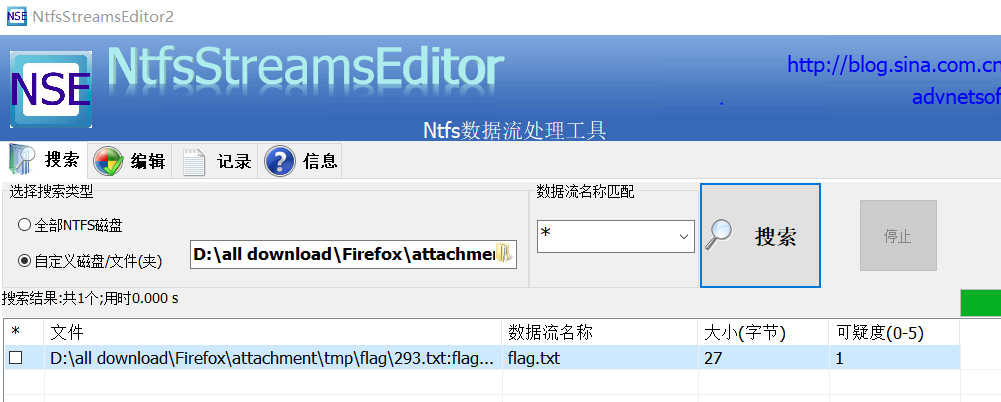 NSE NtfsStreamsEditor2
NSE NtfsStreamsEditor
http://blog.sina.com.cn
. advnetsof
Ntfs数据流处理工具
搜索 编辑 记录 信息
选择搜索类型 数据流名称匹配
全部NTFS磁盘
* 搜索 停止
自定义磁盘/文件(夹) D:\all download\Firefox\attachmen
搜索结果:共1个;用时0.000 s
* 文件 数据流名称 大小(字节) 可疑度(0-5)
D:\all download\Firefox\attachment\tmp\flag\293.txt:flag... flag.txt 27 1